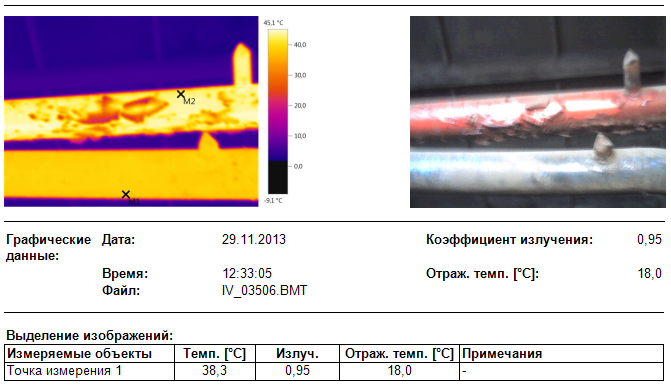 45,1 °C
40,0
30,0
20,0
10,0
0,0
-9,1 °C
M2
M1
Графические данные:
Дата: 29.11.2013
Коэффициент излучения: 0,95
Время: 12:33:05
Отраж. темп. [°C]: 18,0
Файл: IV_03506.BMT
Выделение изображений:
Измеряемые объекты Темп. [°C] Излуч. Отраж. темп. [°C] Примечания
Точка измерения 1 38,3 0,95 18,0 -